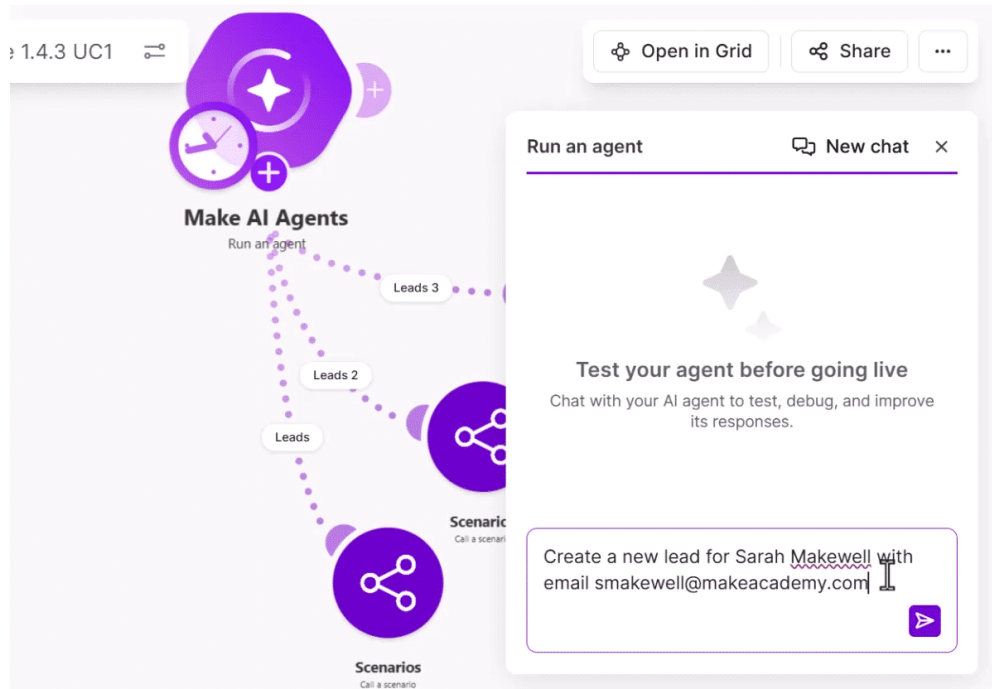 1.4.3 UC1
Open in Grid
Share
Run an agent
New chat
Make AI Agents
Run an agent
Leads 3
Leads 2
Leads
Test your agent before going live
Chat with your AI agent to test, debug, and improve
its responses.
Call a
Scenarios
Call a scenario
Create a new lead for Sarah Makewell with
email smakewell@makeacademy.com